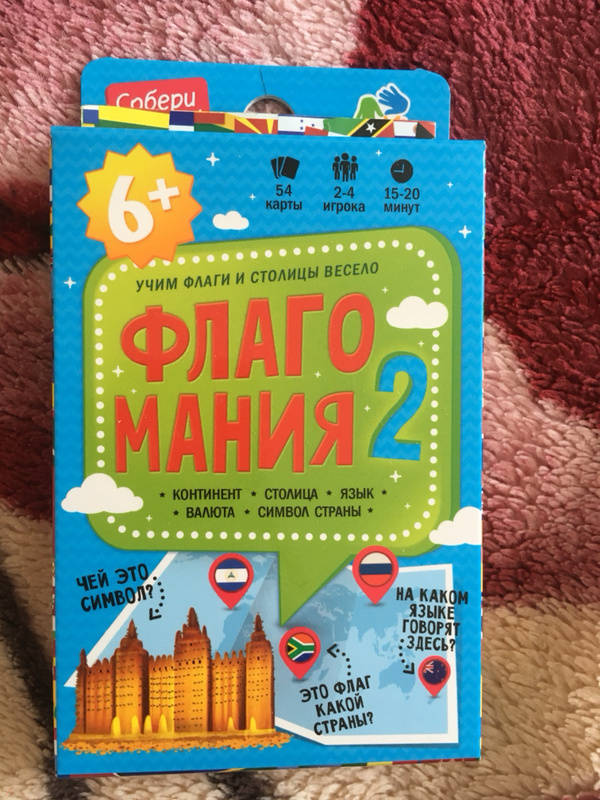 Собери
6+
54
карты
2-4
игрока
15-20
минут
УЧИМ ФЛАГИ И СТОЛИЦЫ ВЕСЕЛО
ФЛАГО
МАНИЯ 2
• КОНТИНЕНТ • СТОЛИЦА • ЯЗЫК •
• ВАЛЮТА • СИМВОЛ СТРАНЫ •
ЧЕЙ ЭТО
СИМВОЛ?
НА КАКОМ
ЯЗЫКЕ
ГОВОРЯТ
ЗДЕСЬ?
ЭТО ФЛАГ
КАКОЙ
СТРАНЫ?